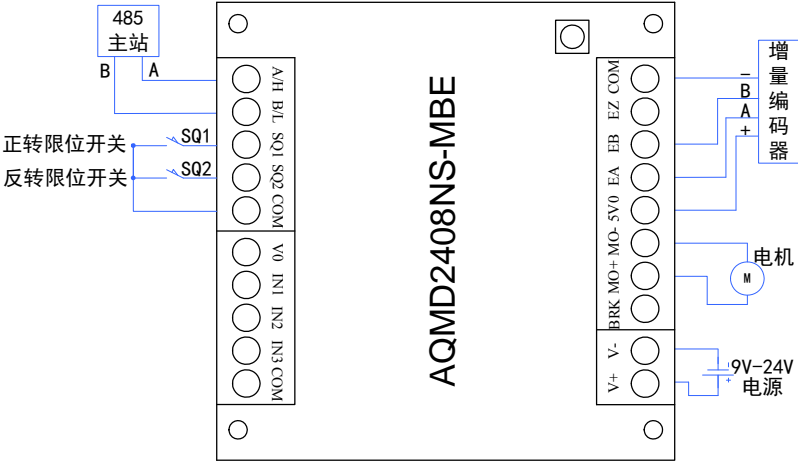 485
主站
B
A
正转限位开关
SQ1
反转限位开关
SQ2
A/H
B/L
SQ1
SQ2
COM
V0
IN1
IN2
IN3
COM
AQMD2408NS-MBE
COM
EZ
EB
EA
5V0
MO-
MO+
BRK
V-
V+
−
B
A
+
增量编码器
电机
M
9V-24V
电源
+